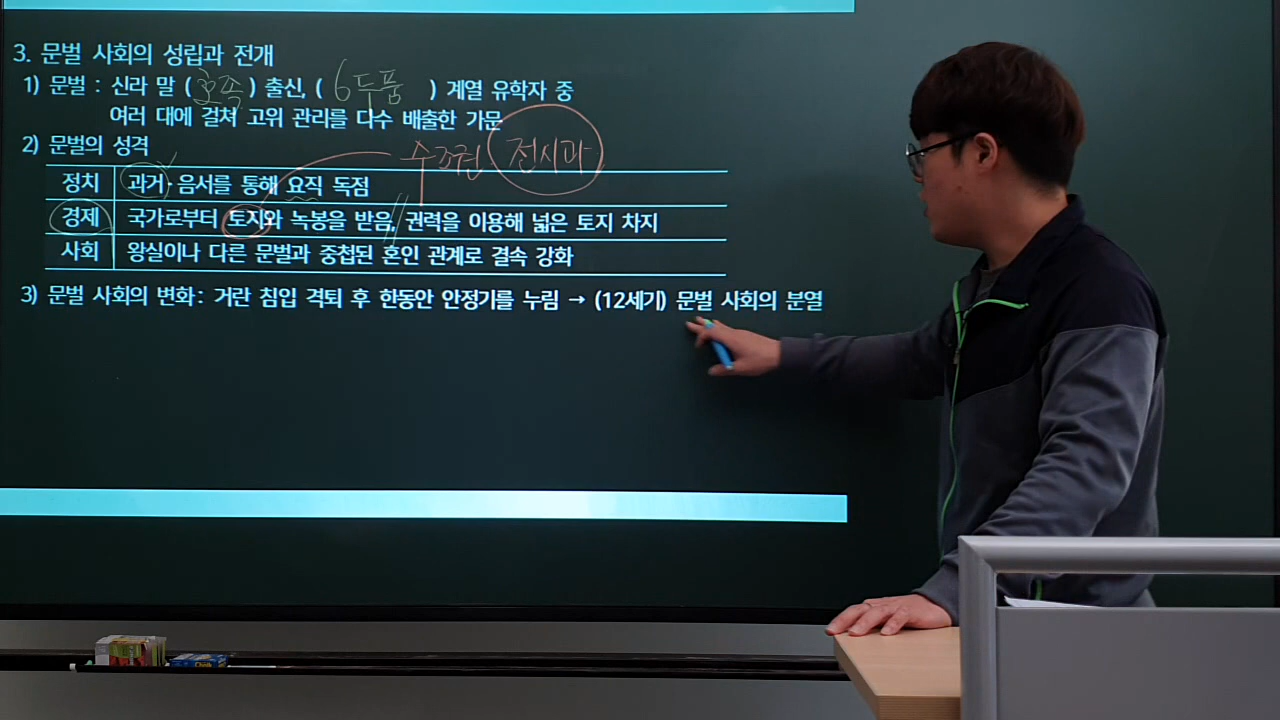 3. 문벌 사회의 성립과 전개
1) 문벌 : 신라 말 ( 호족 ) 출신, ( 6두품 ) 계열 유학자 중
여러 대에 걸쳐 고위 관리를 다수 배출한 가문
2) 문벌의 성격
수조권 전시과
정치 과거·음서를 통해 요직 독점
경제 국가로부터 토지와 녹봉을 받음, 권력을 이용해 넓은 토지 차지
사회 왕실이나 다른 문벌과 중첩된 혼인 관계로 결속 강화
3) 문벌 사회의 변화 : 거란 침입 격퇴 후 한동안 안정기를 누림 → (12세기) 문벌 사회의 분열